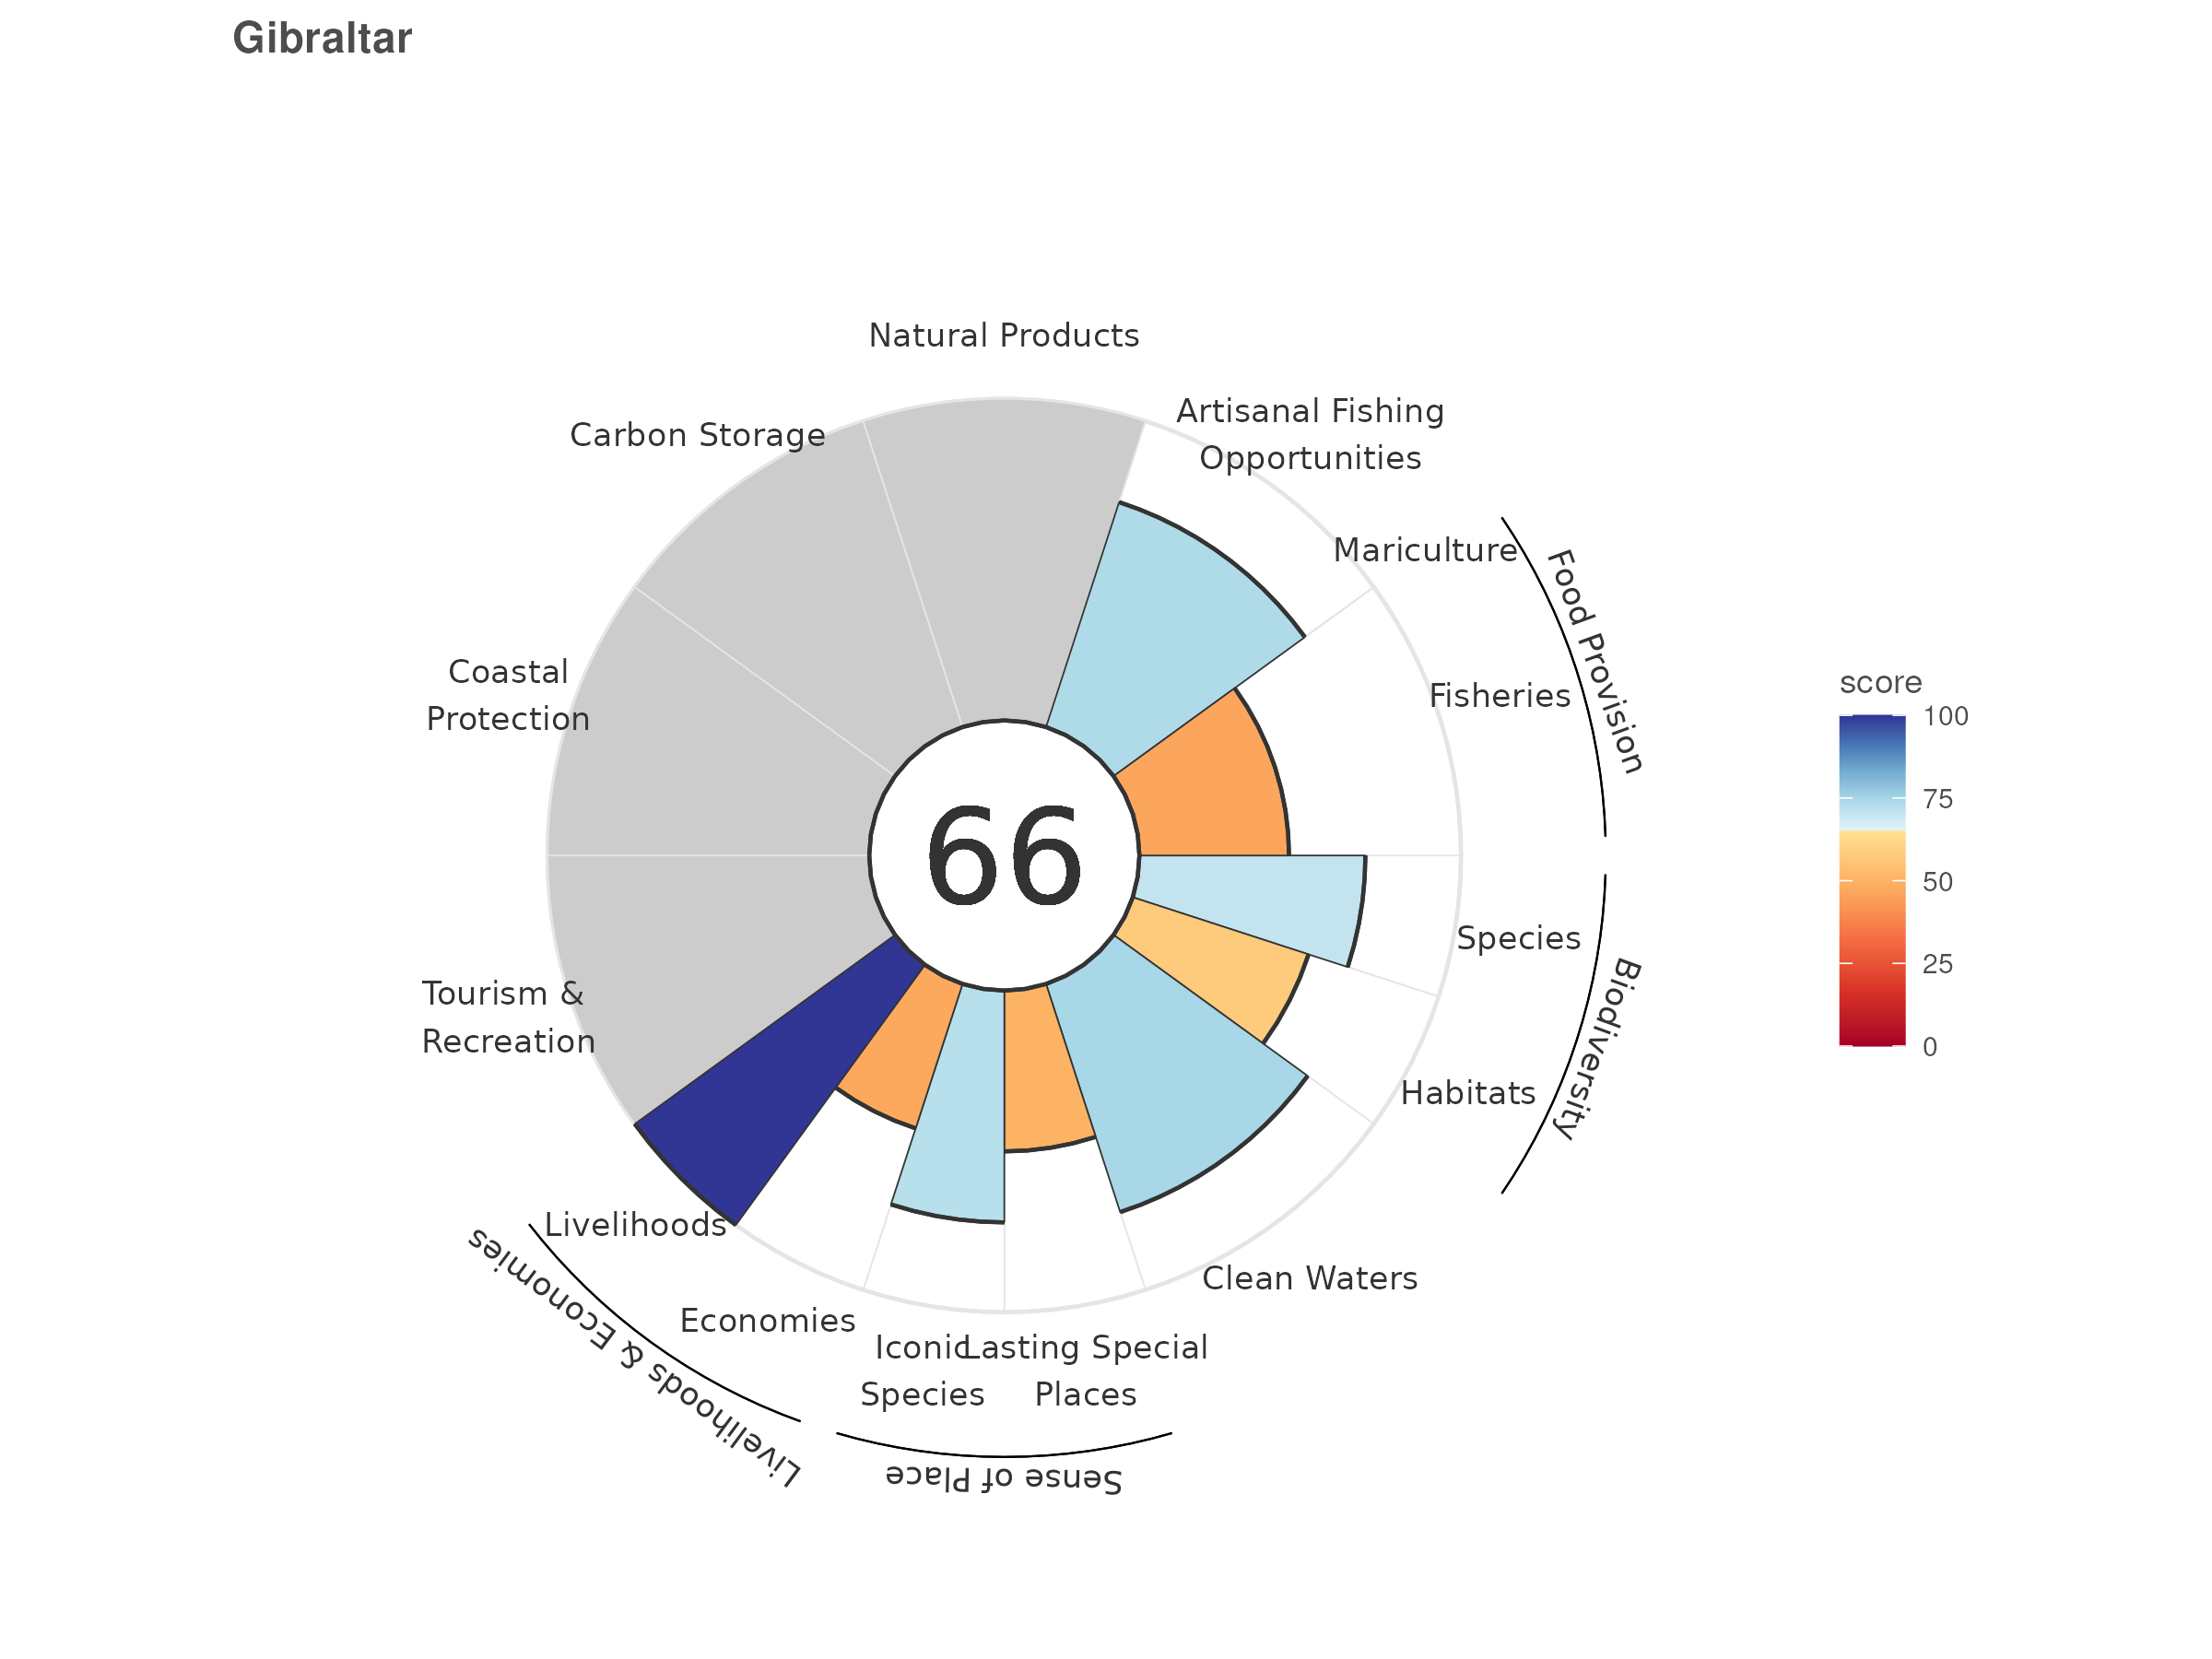 Gibraltar
Natural Products
Artisanal Fishing
Opportunities
Carbon Storage
Mariculture
Food Provision
Fisheries
Coastal
Protection
score
100
75
50
25
0
66
Species
Biodiversity
Habitats
Tourism &
Recreation
Livelihoods
Clean Waters
Economies
Livelihoods & Economies
Iconic
Species
Lasting Special
Places
Sense of Place